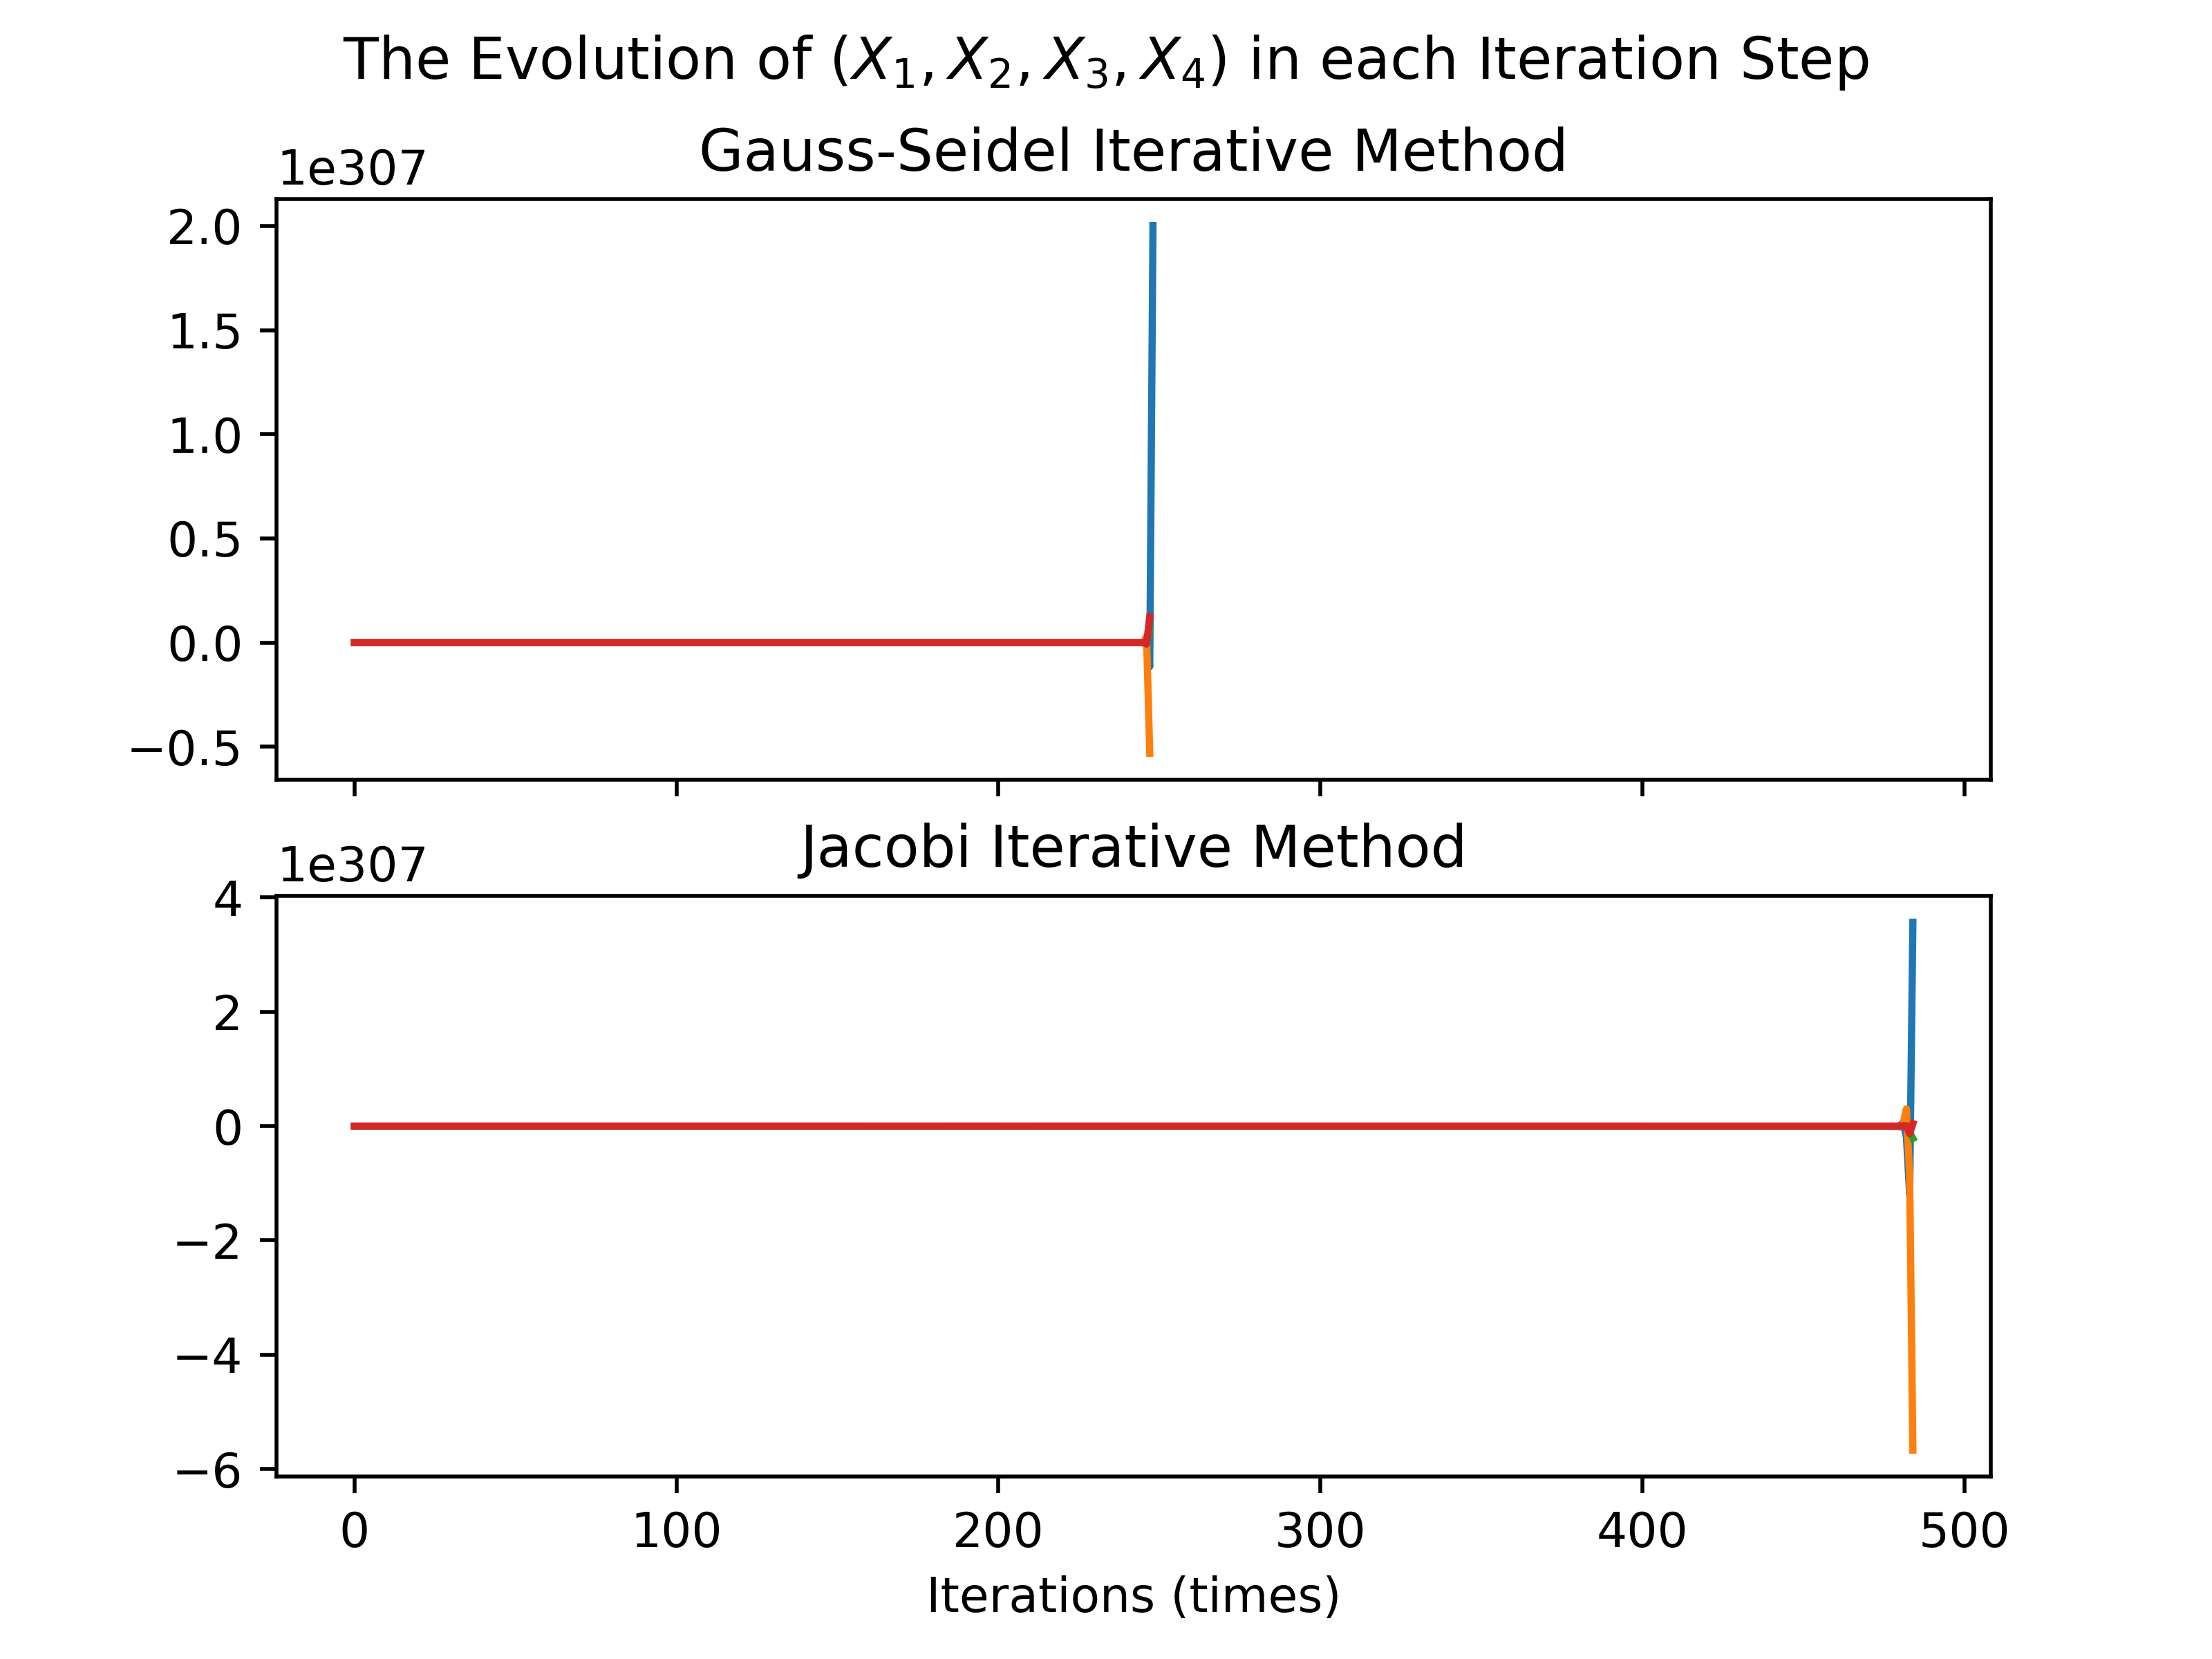 The Evolution of (X₁, X₂, X₃, X₄) in each Iteration Step
Gauss-Seidel Iterative Method
1e307
2.0
1.5
1.0
0.5
0.0
−0.5
Jacobi Iterative Method
1e307
4
2
0
−2
−4
−6
0 100 200 300 400 500
Iterations (times)